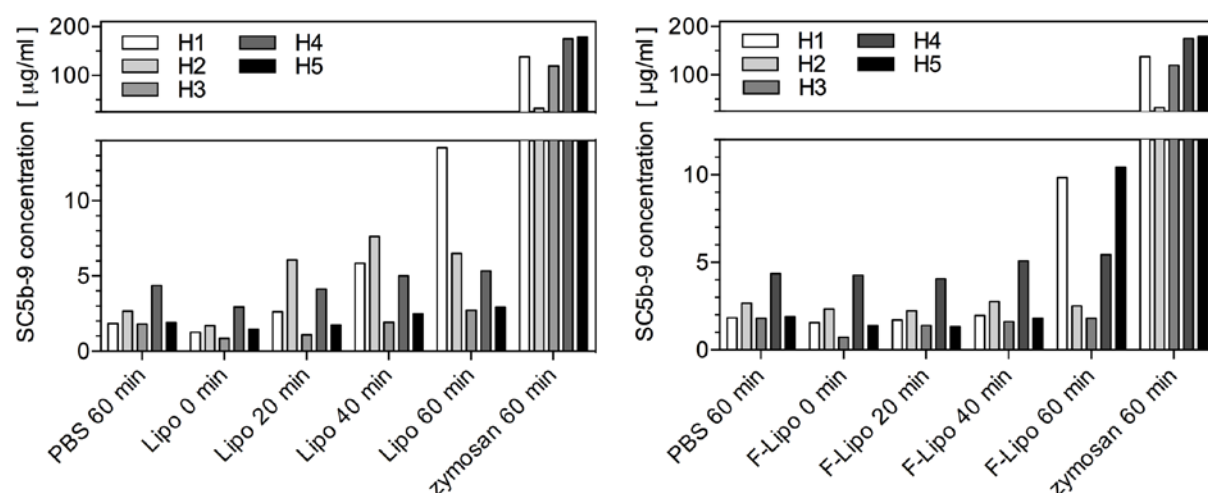 SC5b-9 concentration [ µg/ml ]
200
100
10
5
0
H1
H2
H3
H4
H5
PBS 60 min
Lipo 0 min
Lipo 20 min
Lipo 40 min
Lipo 60 min
zymosan 60 min
SC5b-9 concentration [ µg/ml ]
200
100
10
5
0
H1
H2
H3
H4
H5
PBS 60 min
F-Lipo 0 min
F-Lipo 20 min
F-Lipo 40 min
F-Lipo 60 min
zymosan 60 min